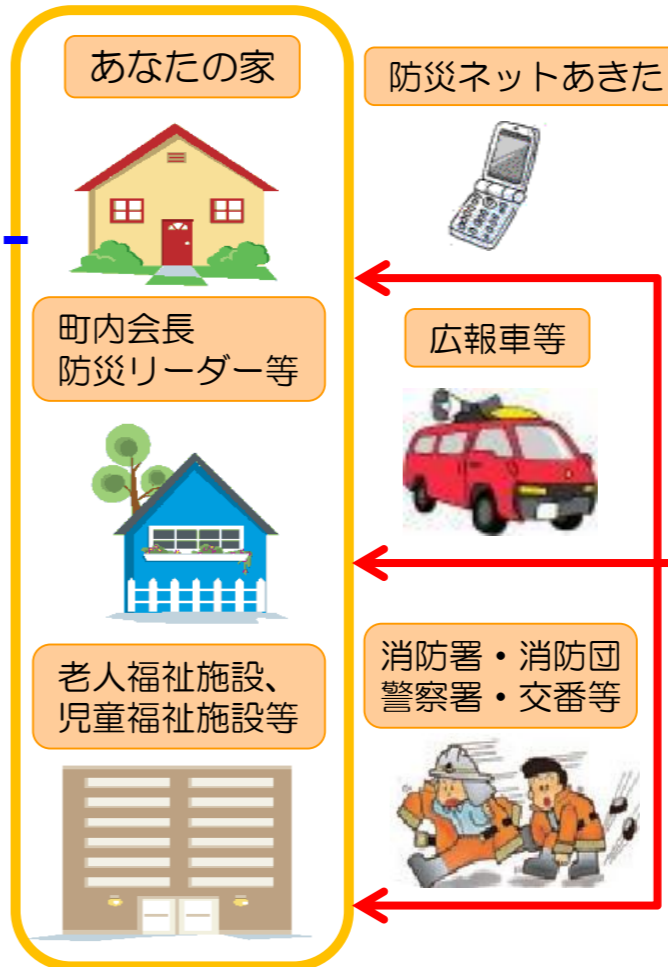 あなたの家
防災ネットあきた
町内会長
防災リーダー等
広報車等
老人福祉施設、
児童福祉施設等
消防署・消防団
警察署・交番等